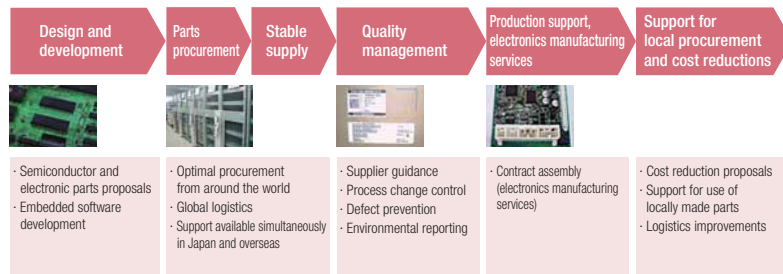 Design and
development
Parts
procurement
Stable
supply
Quality
management
Production support,
electronics manufacturing
services
Support for
local procurement
and cost reductions
· Semiconductor and
electronic parts proposals
· Embedded software
development
· Optimal procurement
from around the world
· Global logistics
· Support available simultaneously
in Japan and overseas
· Supplier guidance
· Process change control
· Defect prevention
· Environmental reporting
· Contract assembly
(electronics manufacturing
services)
· Cost reduction proposals
· Support for use of
locally made parts
· Logistics improvements